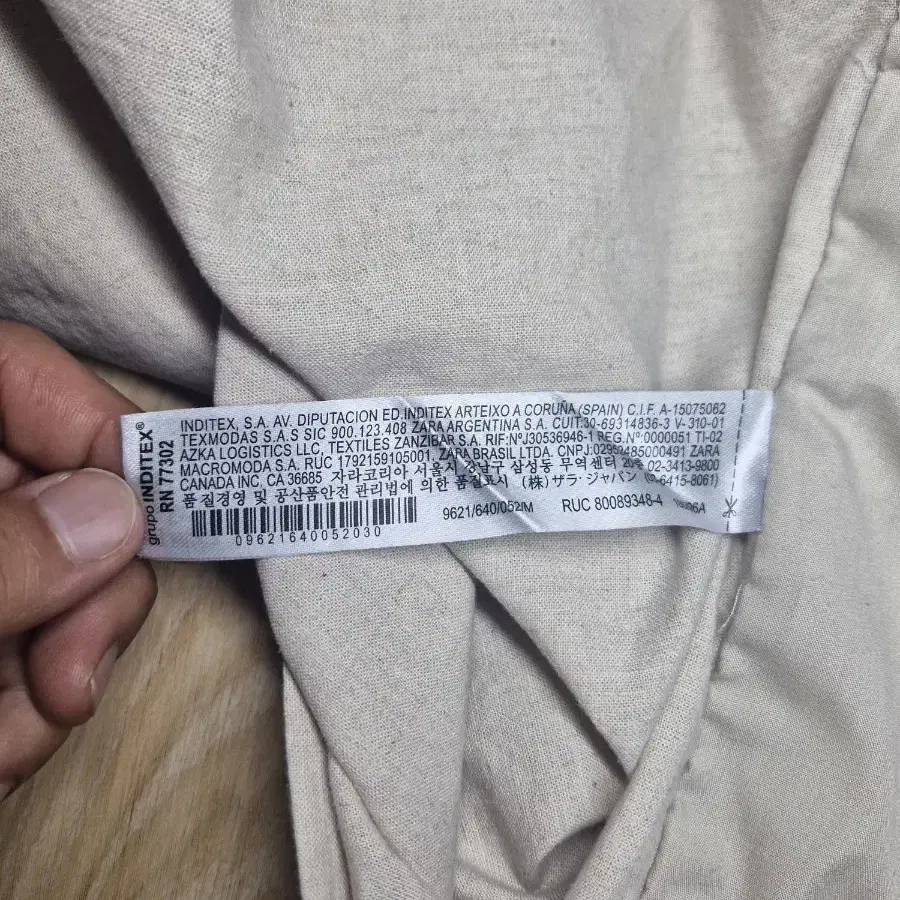 grupo INDITEX®
RN 77302
INDITEX, S.A. AV. DIPUTACION ED.INDITEX ARTEIXO A CORUÑA (SPAIN) C.I.F. A-15075062
TEXMODAS S.A.S SIC 900.123.408 ZARA ARGENTINA S.A. CUIT:30-69314836-3 V-310-01
AZKA LOGISTICS LLC, TEXTILES ZANZIBAR S.A. RIF:NºJ30536946-1 REG.Nº0000051 TI-02
MACROMODA S.A. RUC 1792159105001, ZARA BRASIL LTDA. CNPJ:02952485000491 ZARA
CANADA INC, CA 36685 자라코리아 서울시 강남구 삼성동 무역센터 02-3413-9800
품질경영 및 공산품안전 관리법에 의한 품질표시 (株) ザラ・ジャパン 6415-8061)
9621/640/052 RUC 80089348-4
09621640052030